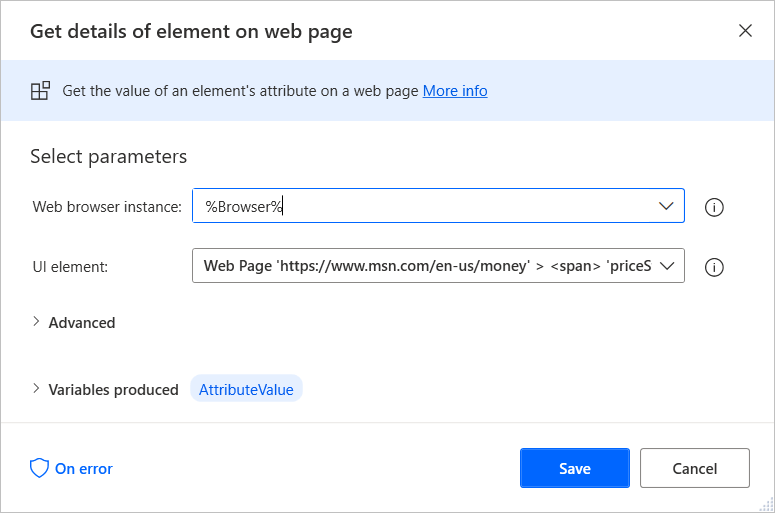 Get details of element on web page
Get the value of an element's attribute on a web page More info
Select parameters
Web browser instance: %Browser%
UI element: Web Page 'https://www.msn.com/en-us/money' > <span> 'priceS
Advanced
Variables produced AttributeValue
On error Save Cancel